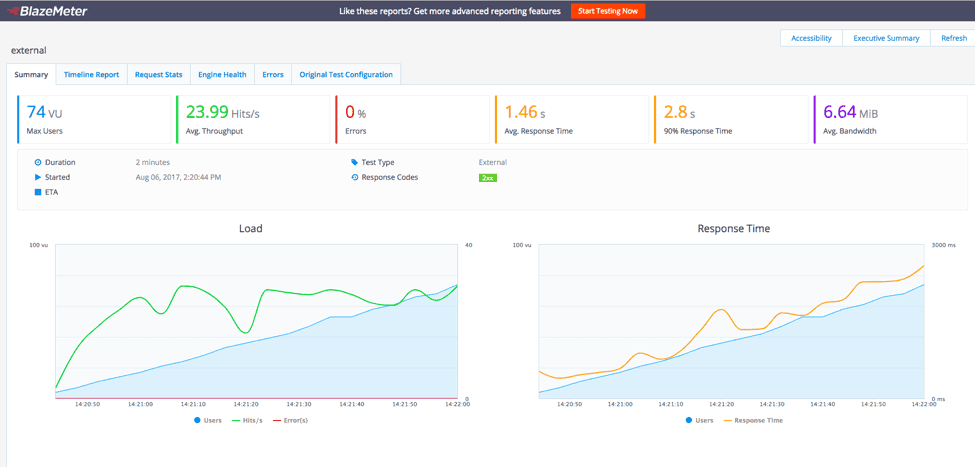 BlazeMeter
Like these reports? Get more advanced reporting features Start Testing Now
Accessibility Executive Summary Refresh
external
Summary Timeline Report Request Stats Engine Health Errors Original Test Configuration
74 VU 23.99 Hits/s 0 % 1.46 s 2.8 s 6.64 MiB
Max Users Avg. Throughput Errors Avg. Response Time 90% Response Time Avg. Bandwidth
Duration 2 minutes Test Type External
Started Aug 06, 2017, 2:20:44 PM Response Codes 2xx
ETA
Load Response Time
100 vu 40 100 vu 3000 ms
0 0 ms
14:20:50 14:21:00 14:21:10 14:21:20 14:21:30 14:21:40 14:21:50 14:22:00 14:20:50 14:21:00 14:21:10 14:21:20 14:21:30 14:21:40 14:21:50 14:22:00
Users Hits/s Error(s) Users Response Time